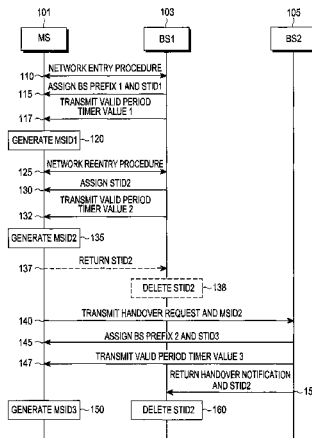 101
103
105
MS
BS1
BS2
NETWORK ENTRY PROCEDURE
110
ASSIGN BS PREFIX 1 AND STID1
115
TRANSMIT VALID PERIOD
TIMER VALUE 1
117
GENERATE MSID1
120
NETWORK REENTRY PROCEDURE
125
ASSIGN STID2
130
TRANSMIT VALID PERIOD
TIMER VALUE 2
132
GENERATE MSID2
135
RETURN STID2
137
DELETE STID2
138
TRANSMIT HANDOVER REQUEST AND MSID2
140
ASSIGN BS PREFIX 2 AND STID3
145
TRANSMIT VALID PERIOD TIMER VALUE 3
147
RETURN HANDOVER NOTIFICATION
AND STID2
GENERATE MSID3
150
DELETE STID2
160